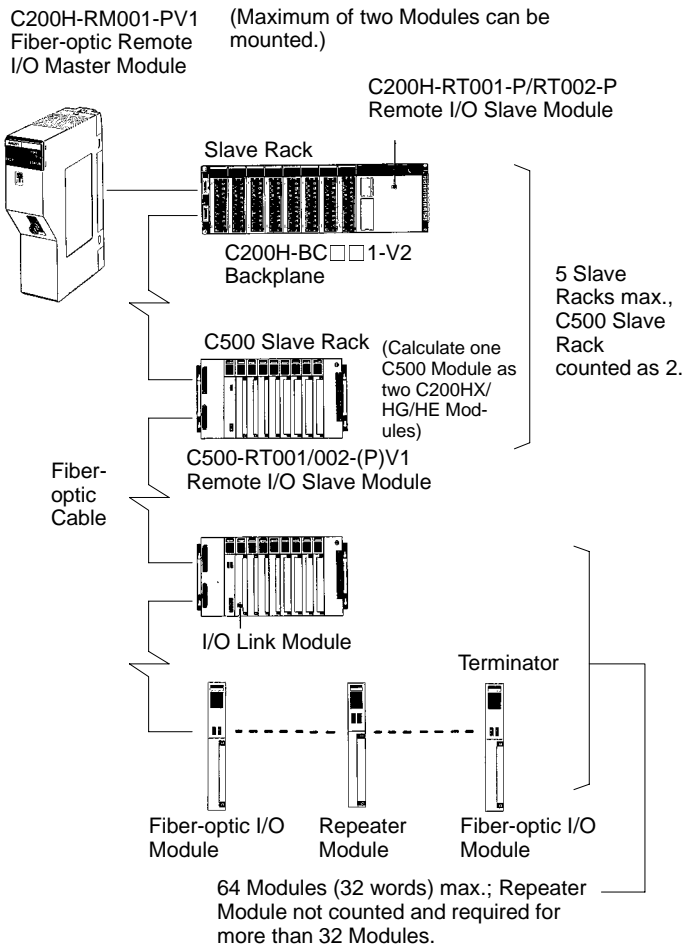 C200H-RM001-PV1
Fiber-optic Remote
I/O Master Module
(Maximum of two Modules can be
mounted.)
C200H-RT001-P/RT002-P
Remote I/O Slave Module
Slave Rack
C200H-BC□□1-V2
Backplane
5 Slave
Racks max.,
C500 Slave
Rack
counted as 2.
C500 Slave Rack
(Calculate one
C500 Module as
two C200HX/
HG/HE Mod-
ules)
C500-RT001/002-(P)V1
Remote I/O Slave Module
Fiber-
optic
Cable
I/O Link Module
Terminator
Fiber-optic I/O
Module
Repeater
Module
Fiber-optic I/O
Module
64 Modules (32 words) max.; Repeater
Module not counted and required for
more than 32 Modules.